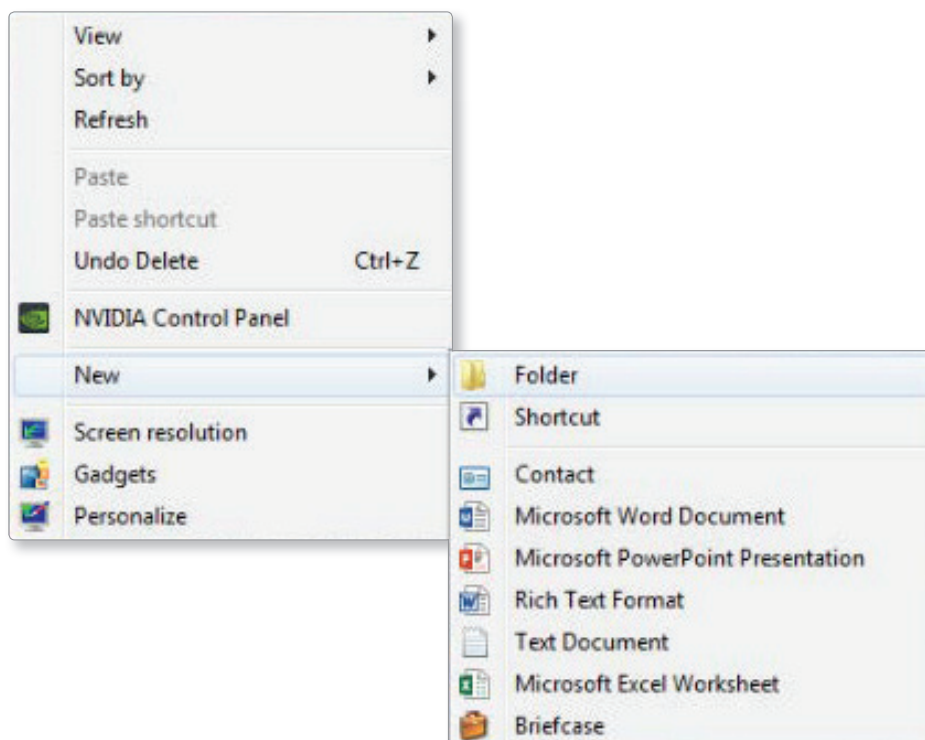 View
Sort by
Refresh
Paste
Paste shortcut
Undo Delete Ctrl+Z
NVIDIA Control Panel
New
Screen resolution
Gadgets
Personalize
Folder
Shortcut
Contact
Microsoft Word Document
Microsoft PowerPoint Presentation
Rich Text Format
Text Document
Microsoft Excel Worksheet
Briefcase